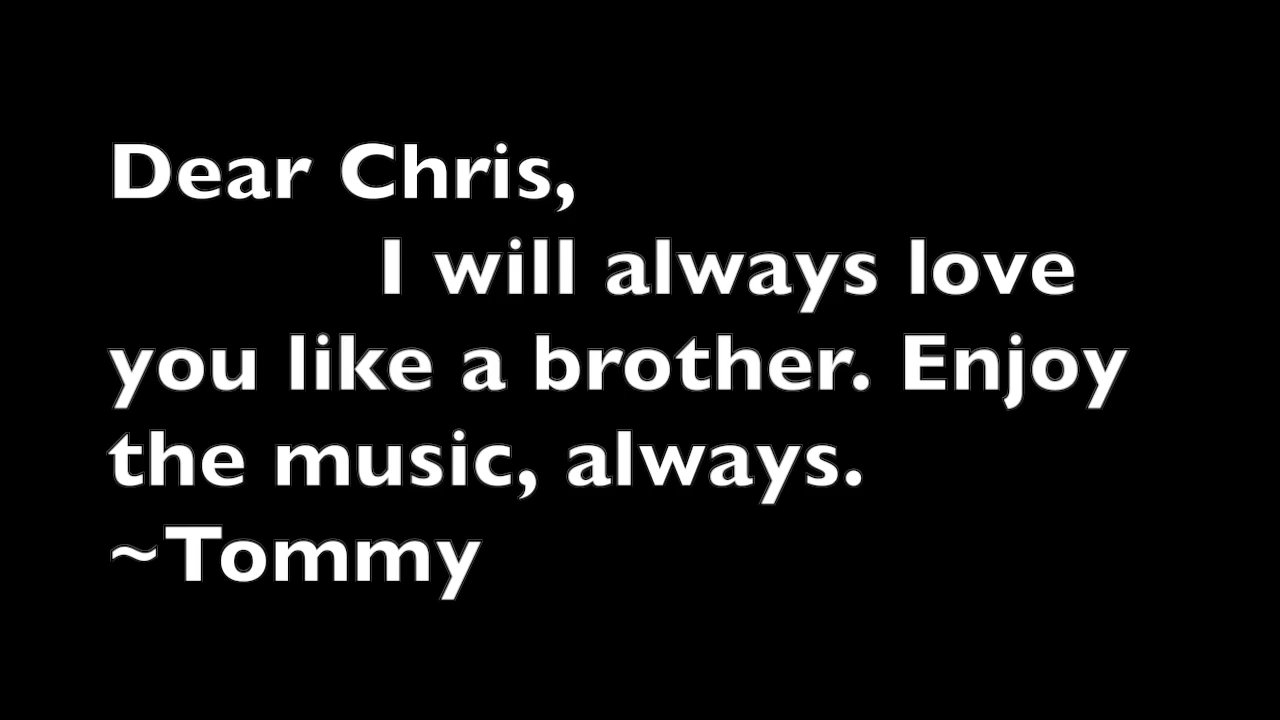 Dear Chris,
I will always love
you like a brother. Enjoy
the music, always.
~Tommy